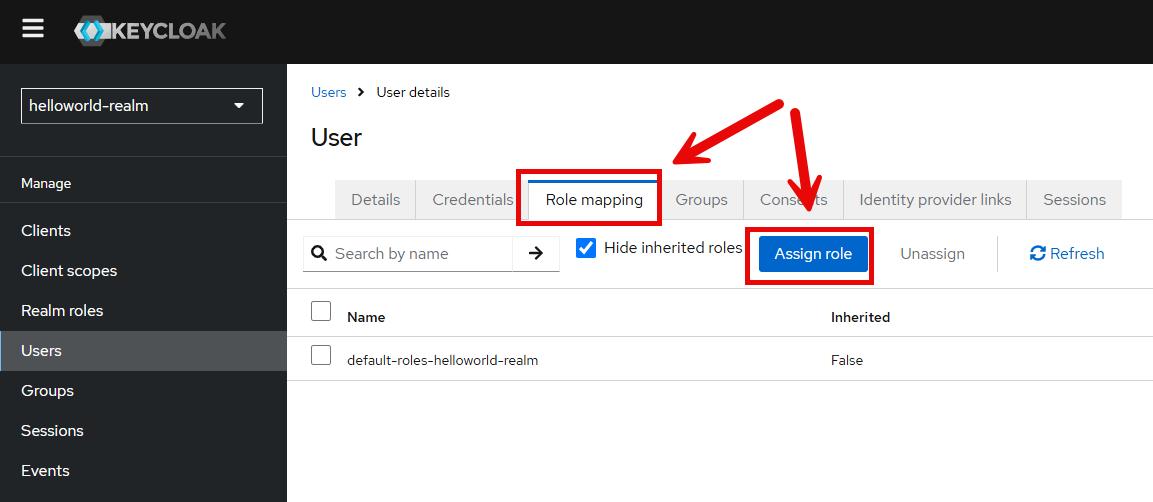 KEYCLOAK
helloworld-realm
Manage
Clients
Client scopes
Realm roles
Users
Groups
Sessions
Events
Users User details
User
Details Credentials Role mapping Groups Consents Identity provider links Sessions
Search by name Hide inherited roles Assign role Unassign Refresh
Name Inherited
default-roles-helloworld-realm False